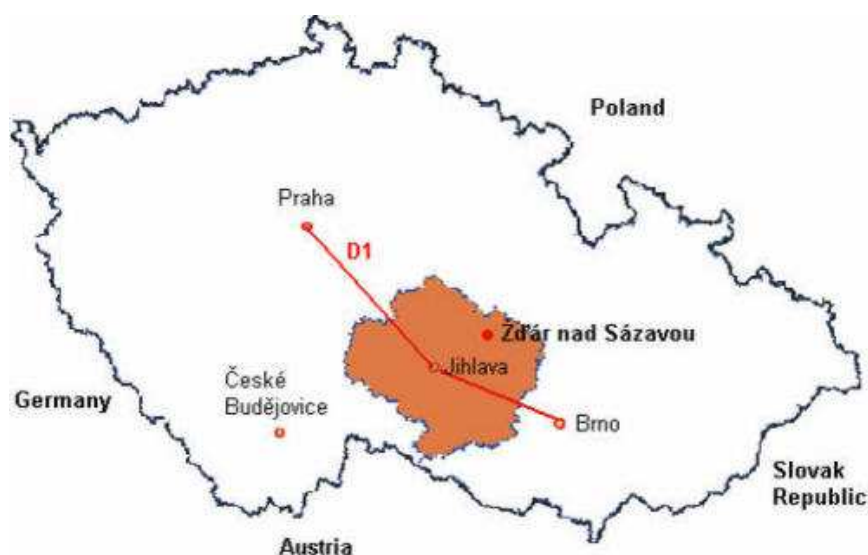 Poland
Praha
D1
Žďár nad Sázavou
Jihlava
České
Budějovice
Germany
Brno
Slovak
Republic
Austria